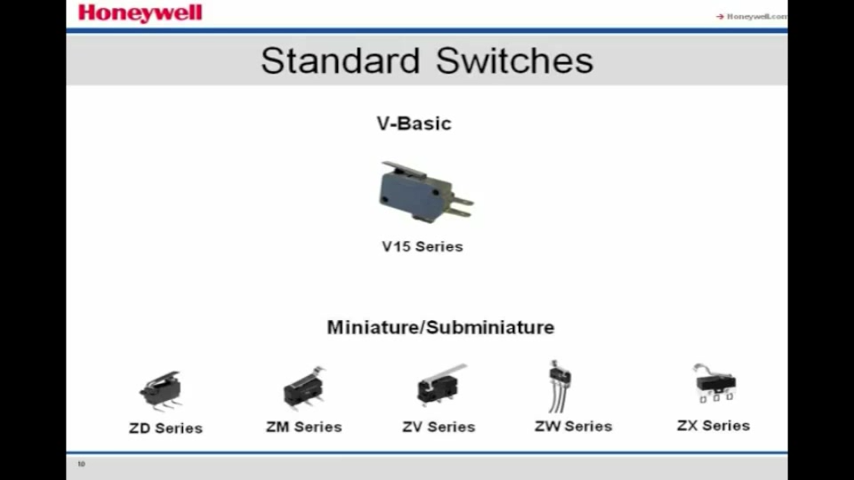 Honeywell
Honeywell.com
Standard Switches
V-Basic
V15 Series
Miniature/Subminiature
ZD Series
ZM Series
ZV Series
ZW Series
ZX Series
10